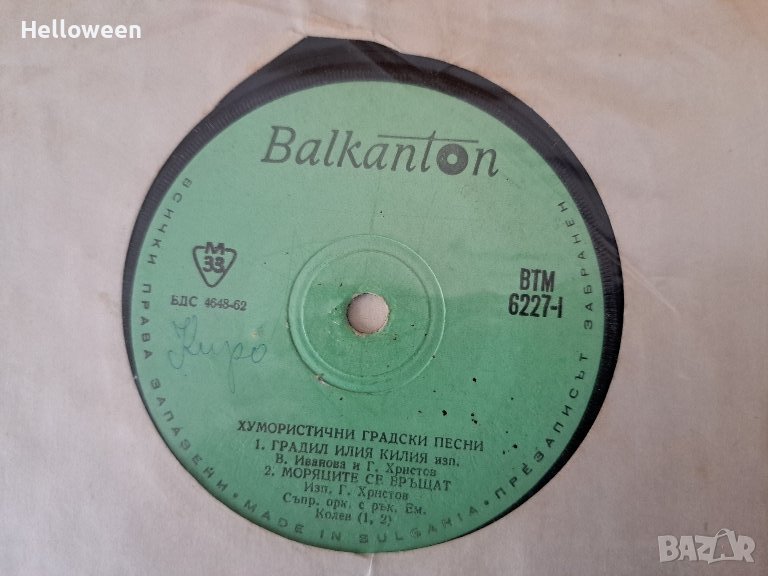 Helloween
Balkanton
ВСИЧКИ ПРАВА ЗАПАЗЕНИ • MADE IN BULGARIA • ПРЕЗАПИСЪТ ЗАБРАНЕН
М
33
БДС 4648-62
ВТМ
6227-I
Киро
ХУМОРИСТИЧНИ ГРАДСКИ ПЕСНИ
1. ГРАДИЛ ИЛИЯ КИЛИЯ изп.
В. Иванова и Г. Христов
2. МОРЯЦИТЕ СЕ ВРЪЩАТ
Изп. Г. Христов
Съпр. орк. с рък. Ем.
Колев (1, 2)
BAZAR